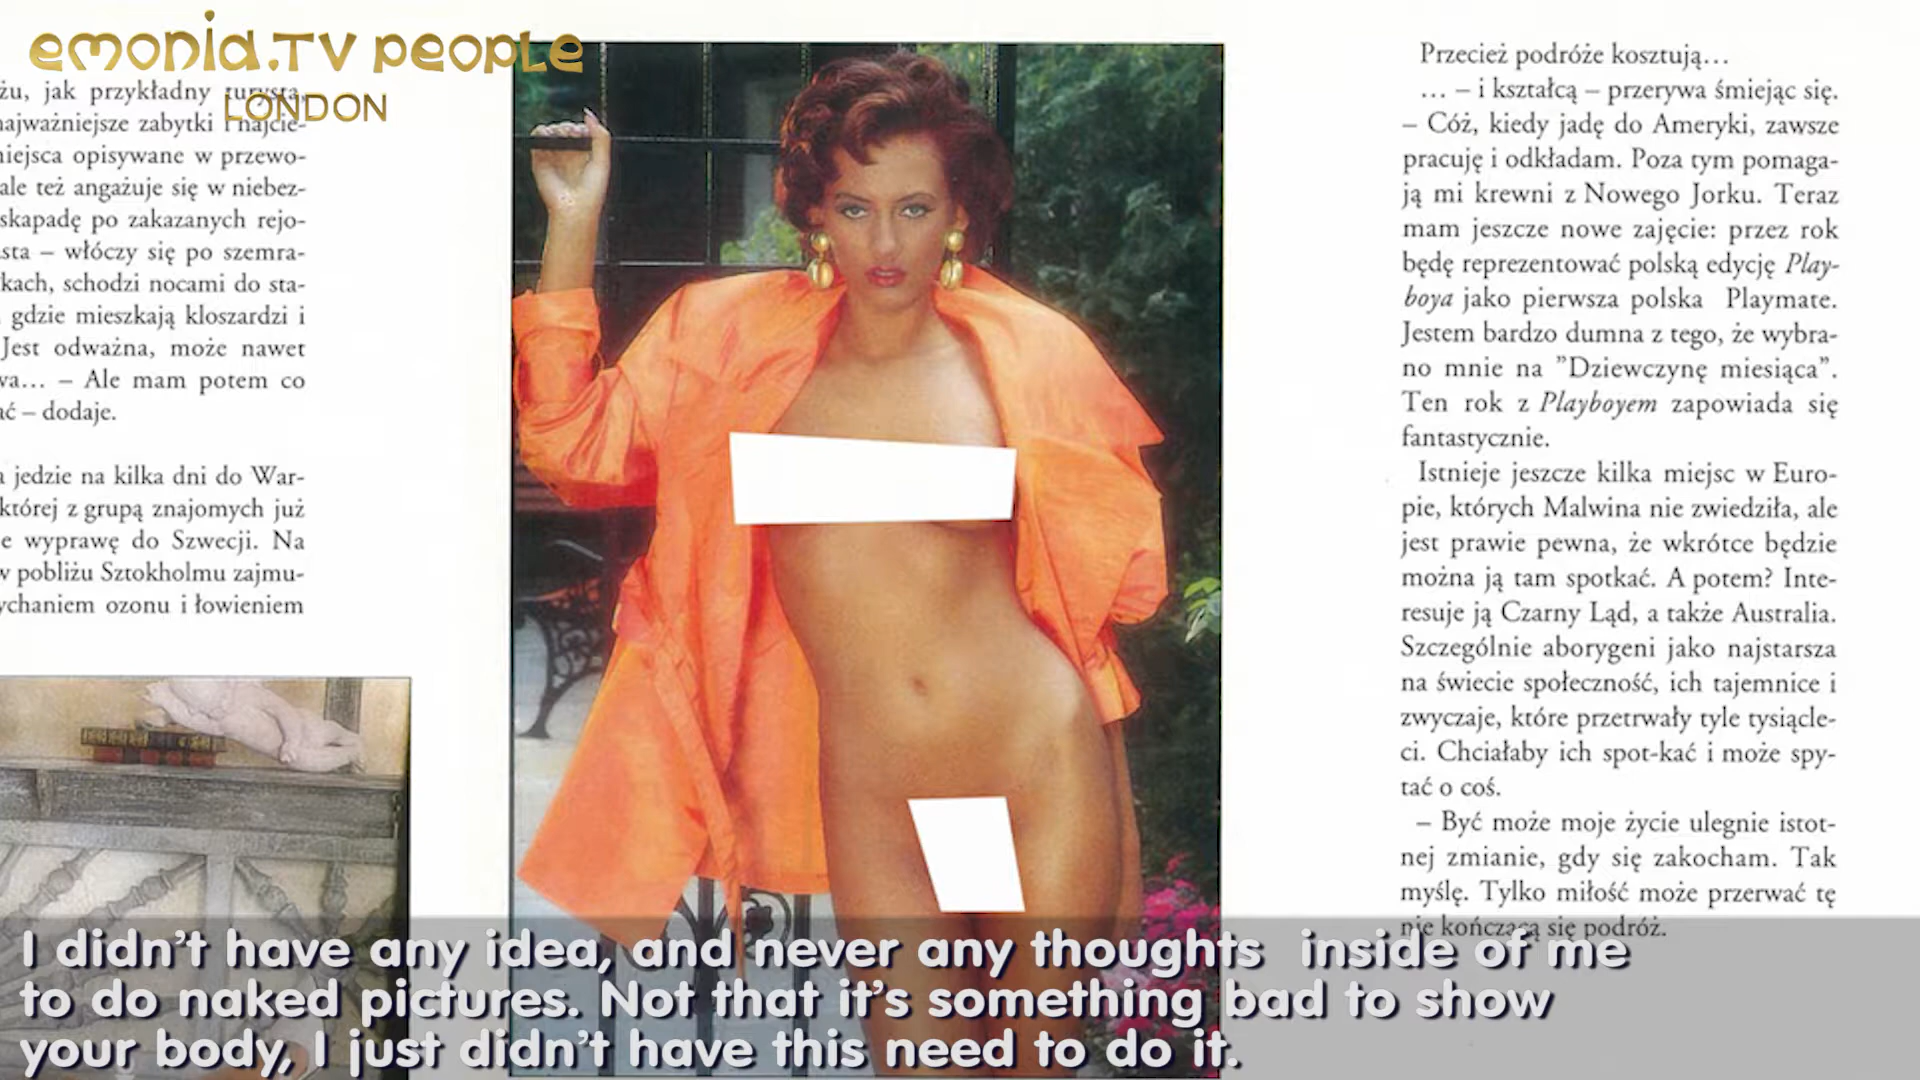 emonia.TV people
LONDON
żu, jak przykładny turysta,
najważniejsze zabytki i najcie-
miejsca opisywane w przewo-
ale też angażuje się w niebez-
skapadę po zakazanych rejo-
sta – włóczy się po szemra-
kach, schodzi nocami do sta-
gdzie mieszkają kloszardzi i
Jest odważna, może nawet
wa... – Ale mam potem co
ać – dodaje.
a jedzie na kilka dni do War-
której z grupą znajomych już
e wyprawę do Szwecji. Na
w pobliżu Sztokholmu zajmu-
ychaniem ozonu i łowieniem
Przecież podróże kosztują...
... – i kształcą – przerywa śmiejąc się.
– Cóż, kiedy jadę do Ameryki, zawsze
pracuję i odkładam. Poza tym pomaga-
ją mi krewni z Nowego Jorku. Teraz
mam jeszcze nowe zajęcie: przez rok
będę reprezentować polską edycję Play-
boya jako pierwsza polska Playmate.
Jestem bardzo dumna z tego, że wybra-
no mnie na ”Dziewczynę miesiąca”.
Ten rok z Playboyem zapowiada się
fantastycznie.
Istnieje jeszcze kilka miejsc w Euro-
pie, których Malwina nie zwiedziła, ale
jest prawie pewna, że wkrótce będzie
można ją tam spotkać. A potem? Inte-
resuje ją Czarny Ląd, a także Australia.
Szczególnie aborygeni jako najstarsza
na świecie społeczność, ich tajemnice i
zwyczaje, które przetrwały tyle tysiącle-
ci. Chciałaby ich spot-kać i może spy-
tać o coś.
– Być może moje życie ulegnie istot-
nej zmianie, gdy się zakocham. Tak
myślę. Tylko miłość może przerwać tę
nie kończącą się podróż.
I didn't have any idea, and never any thoughts inside of me
to do naked pictures. Not that it's something bad to show
your body, I just didn't have this need to do it.